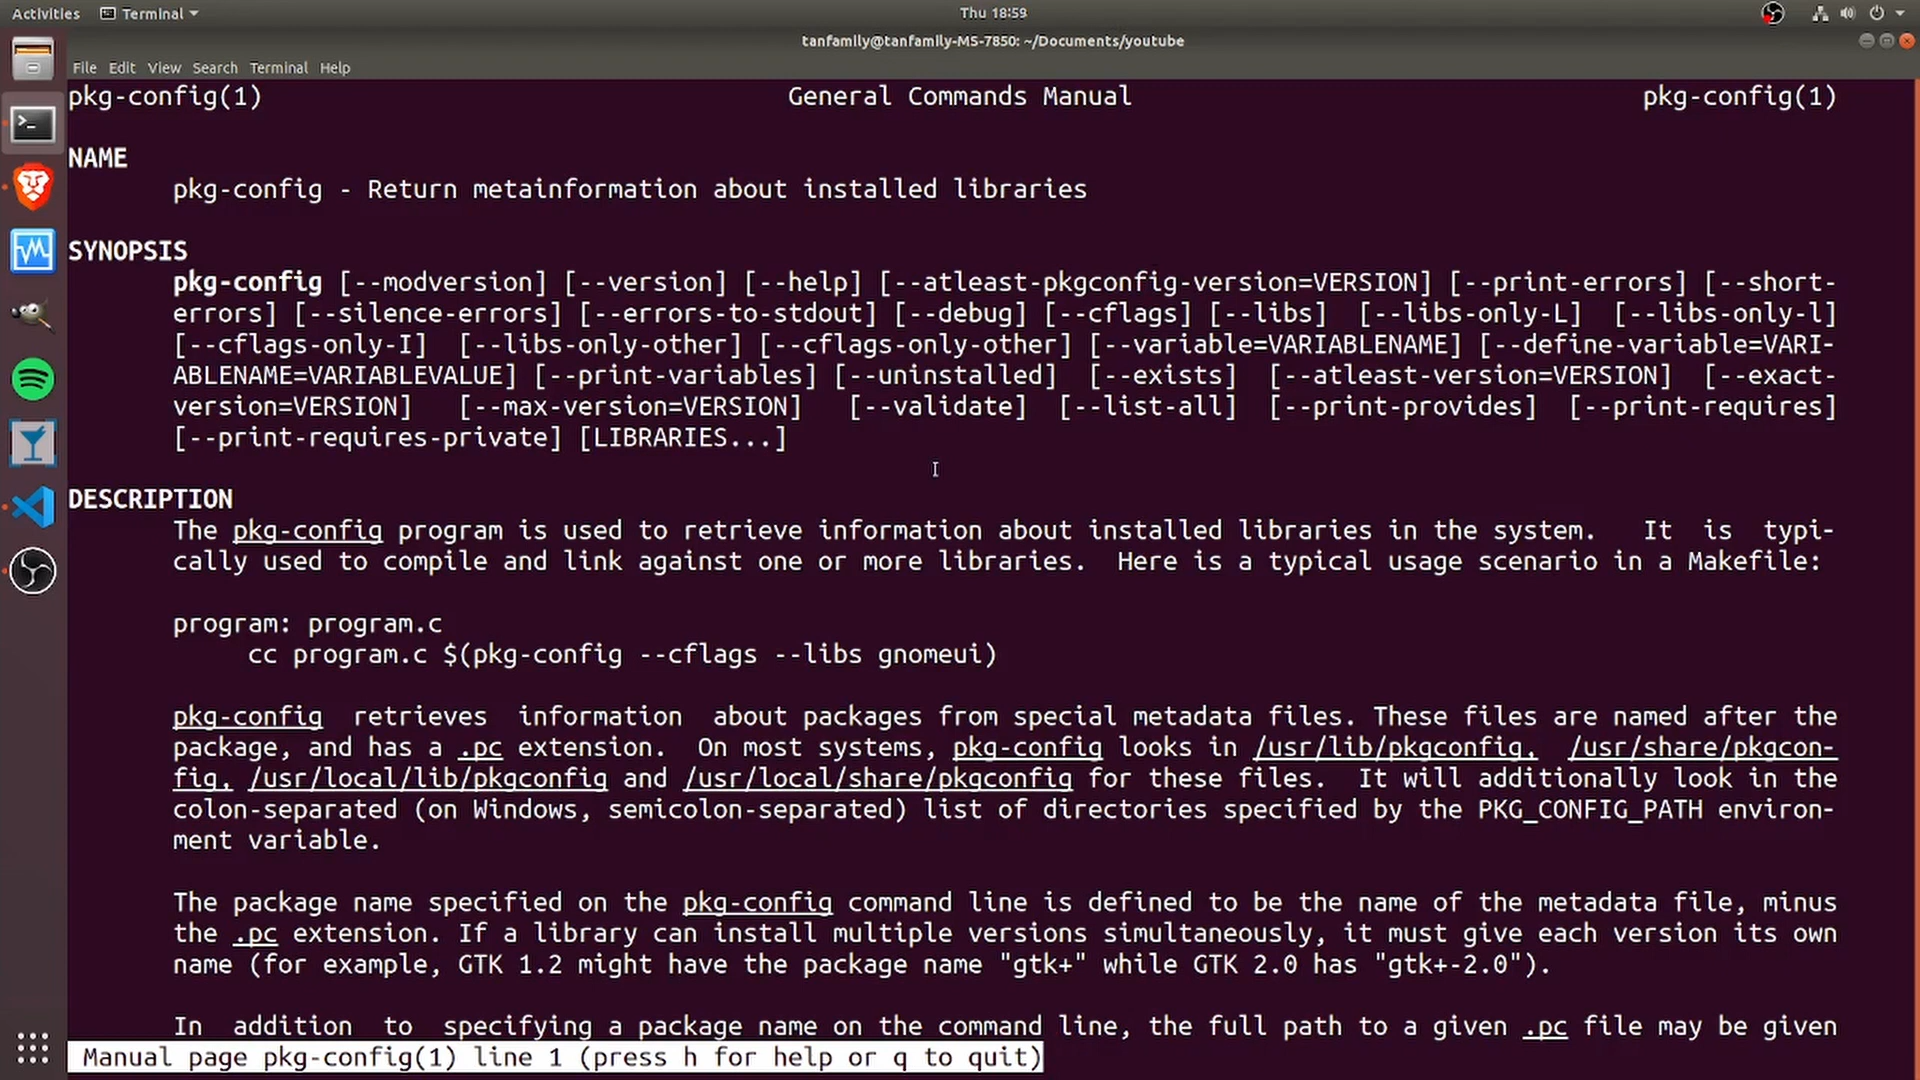 Activities Terminal Thu 18:59
tanfamily@tanfamily-MS-7850: ~/Documents/youtube
File Edit View Search Terminal Help
pkg-config(1) General Commands Manual pkg-config(1)
NAME
pkg-config - Return metainformation about installed libraries
SYNOPSIS
pkg-config [--modversion] [--version] [--help] [--atleast-pkgconfig-version=VERSION] [--print-errors] [--short-
errors] [--silence-errors] [--errors-to-stdout] [--debug] [--cflags] [--libs] [--libs-only-L] [--libs-only-l]
[--cflags-only-I] [--libs-only-other] [--cflags-only-other] [--variable=VARIABLENAME] [--define-variable=VARI-
ABLENAME=VARIABLEVALUE] [--print-variables] [--uninstalled] [--exists] [--atleast-version=VERSION] [--exact-
version=VERSION] [--max-version=VERSION] [--validate] [--list-all] [--print-provides] [--print-requires]
[--print-requires-private] [LIBRARIES...]
DESCRIPTION
The pkg-config program is used to retrieve information about installed libraries in the system. It is typi-
cally used to compile and link against one or more libraries. Here is a typical usage scenario in a Makefile:
program: program.c
cc program.c $(pkg-config --cflags --libs gnomeui)
pkg-config retrieves information about packages from special metadata files. These files are named after the
package, and has a .pc extension. On most systems, pkg-config looks in /usr/lib/pkgconfig, /usr/share/pkgcon-
fig, /usr/local/lib/pkgconfig and /usr/local/share/pkgconfig for these files. It will additionally look in the
colon-separated (on Windows, semicolon-separated) list of directories specified by the PKG_CONFIG_PATH environ-
ment variable.
The package name specified on the pkg-config command line is defined to be the name of the metadata file, minus
the .pc extension. If a library can install multiple versions simultaneously, it must give each version its own
name (for example, GTK 1.2 might have the package name "gtk+" while GTK 2.0 has "gtk+-2.0").
In addition to specifying a package name on the command line, the full path to a given .pc file may be given
Manual page pkg-config(1) line 1 (press h for help or q to quit)